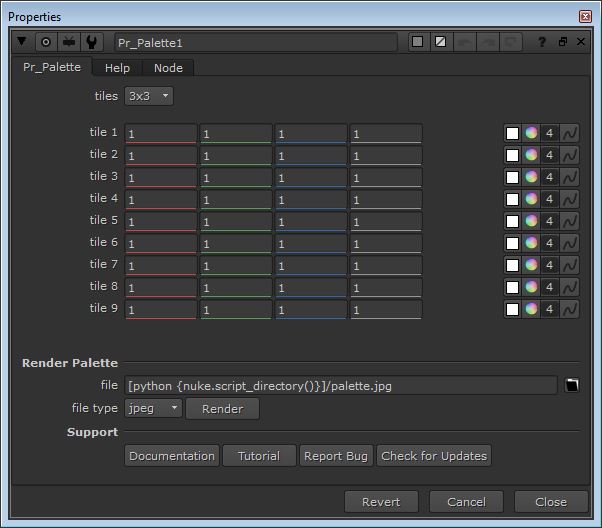 Properties
Pr_Palette1
Pr_Palette Help Node
tiles 3x3
tile 1 1 1 1 1 4
tile 2 1 1 1 1 4
tile 3 1 1 1 1 4
tile 4 1 1 1 1 4
tile 5 1 1 1 1 4
tile 6 1 1 1 1 4
tile 7 1 1 1 1 4
tile 8 1 1 1 1 4
tile 9 1 1 1 1 4
Render Palette
file [python {nuke.script_directory()}]/palette.jpg
file type jpeg Render
Support
Documentation Tutorial Report Bug Check for Updates
Revert Cancel Close